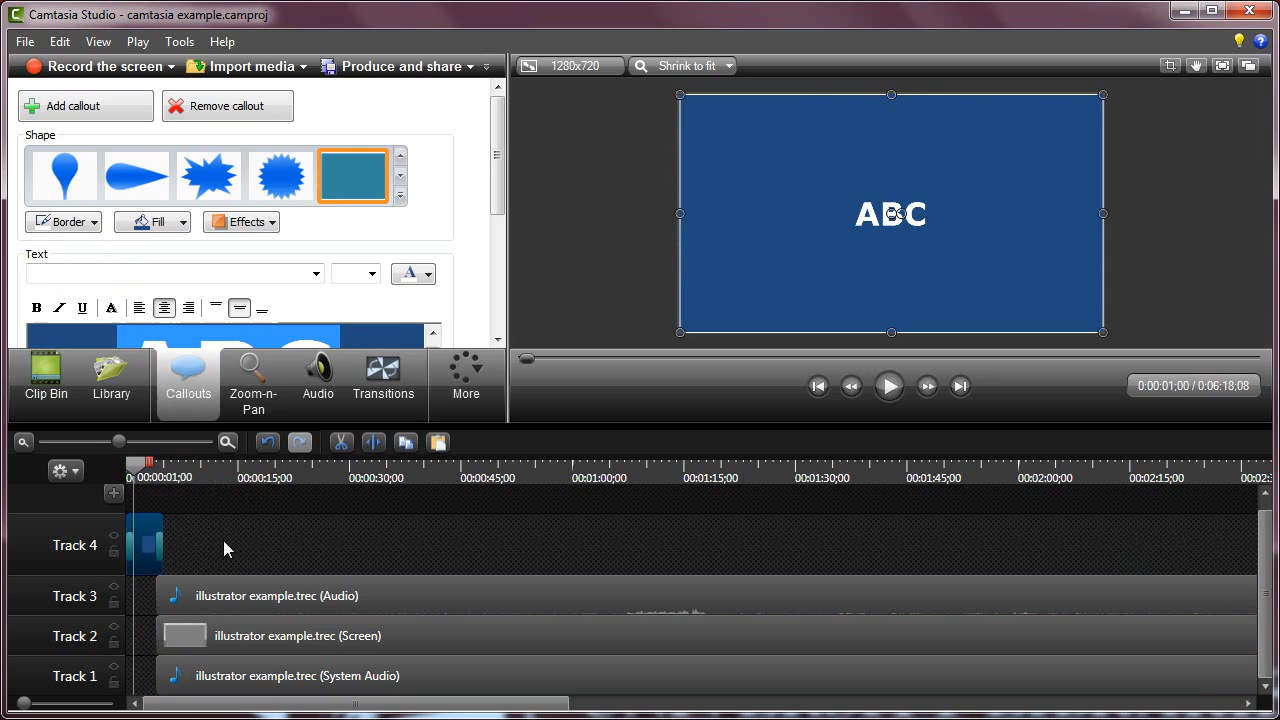 Camtasia Studio - camtasia example.camproj
File Edit View Play Tools Help
Record the screen Import media Produce and share
1280x720 Shrink to fit
Add callout Remove callout
Shape
Border Fill Effects
Text
A
B I U A
ABC
ABC
Clip Bin Library Callouts Zoom-n-Pan Audio Transitions More
0:00:01;00 / 0:06:18;08
00:00:01;00 00:00:15;00 00:00:30;00 00:00:45;00 00:01:00;00 00:01:15;00 00:01:30;00 00:01:45;00 00:02:00;00 00:02:15;00
Track 4
Track 3 illustrator example.trec (Audio)
Track 2 illustrator example.trec (Screen)
Track 1 illustrator example.trec (System Audio)